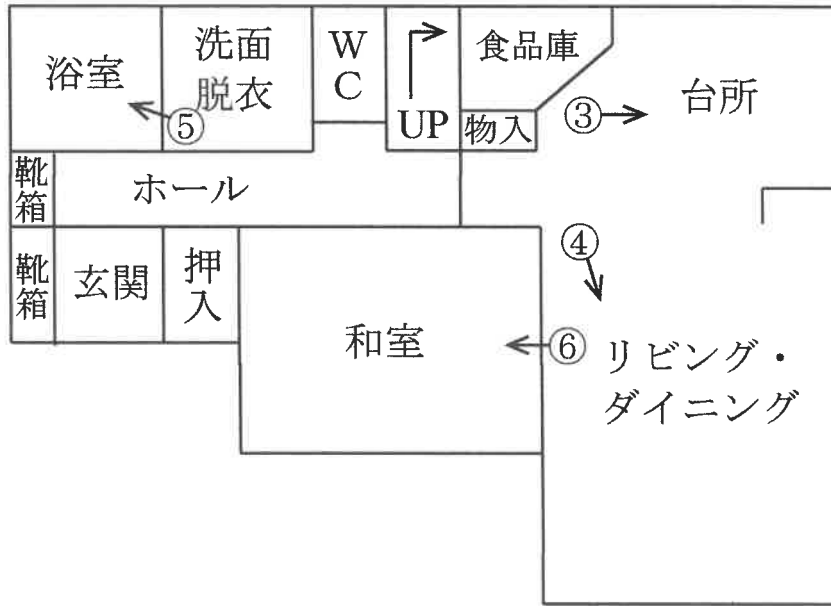 浴室
洗面
脱衣
WC
UP
食品庫
物入
③
台所
⑤
靴箱
ホール
靴箱
玄関
押入
和室
④
⑥
リビング・
ダイニング